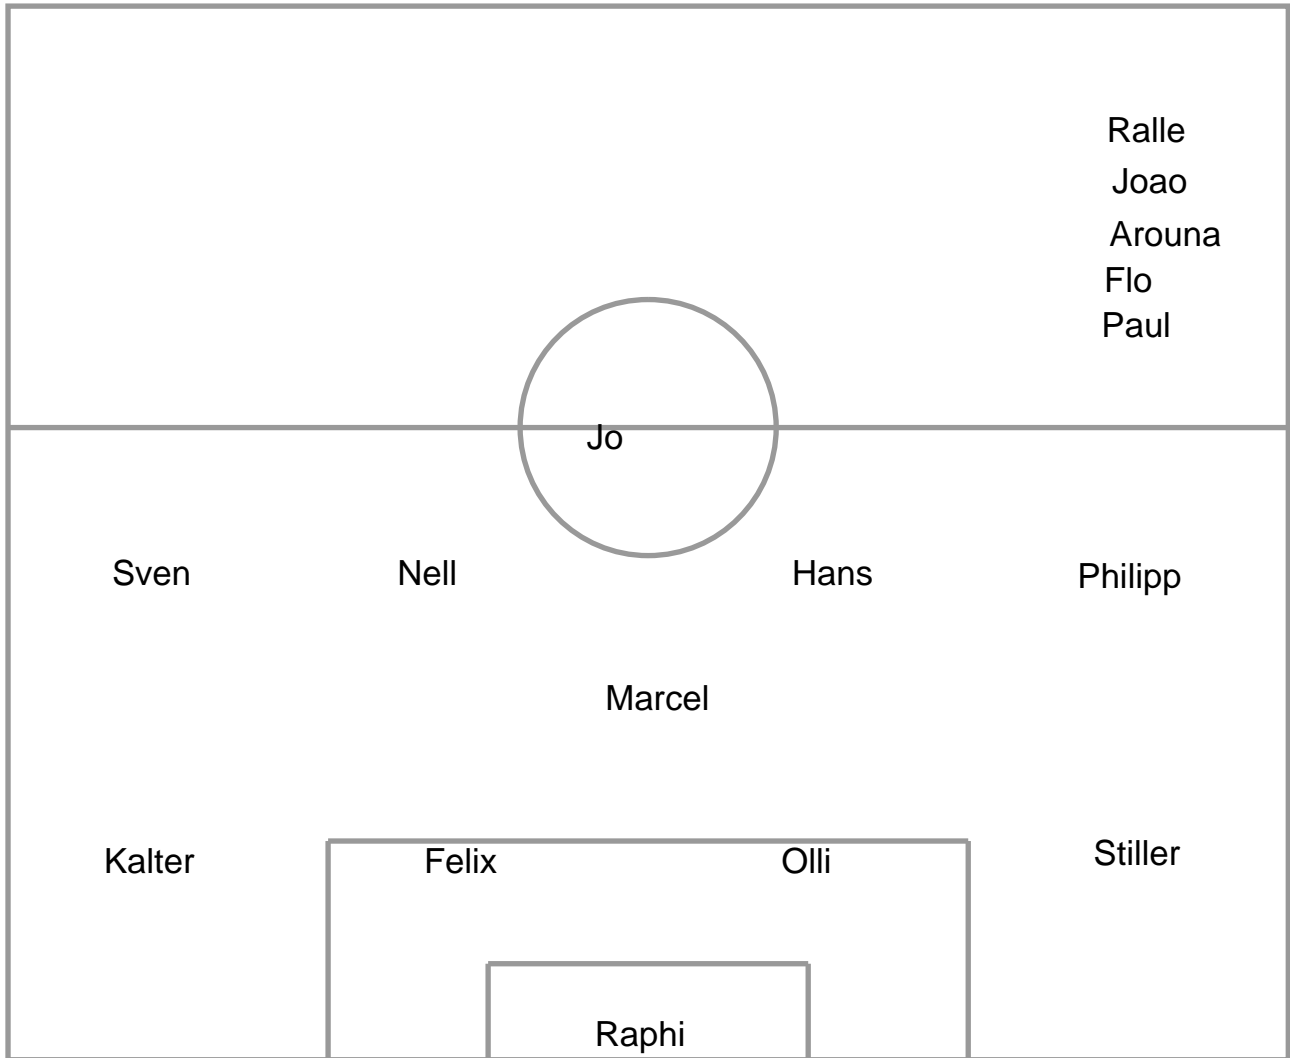 Ralle
Joao
Arouna
Flo
Paul
Jo
Sven Nell Hans Philipp
Marcel
Kalter Felix Olli Stiller
Raphi